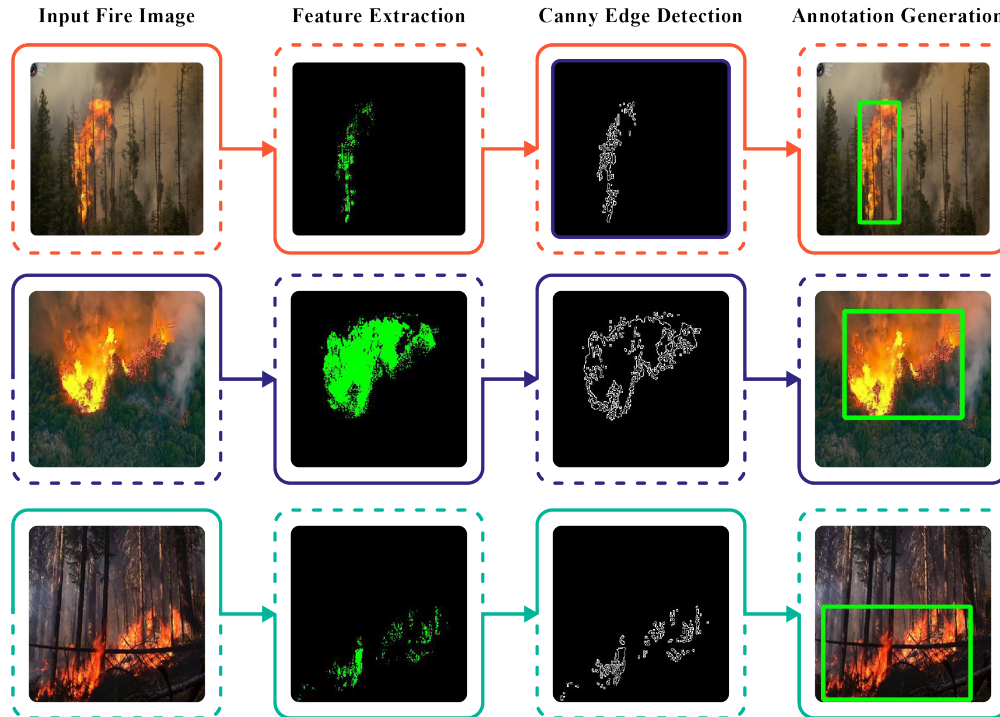 Input Fire Image
Feature Extraction
Canny Edge Detection
Annotation Generation